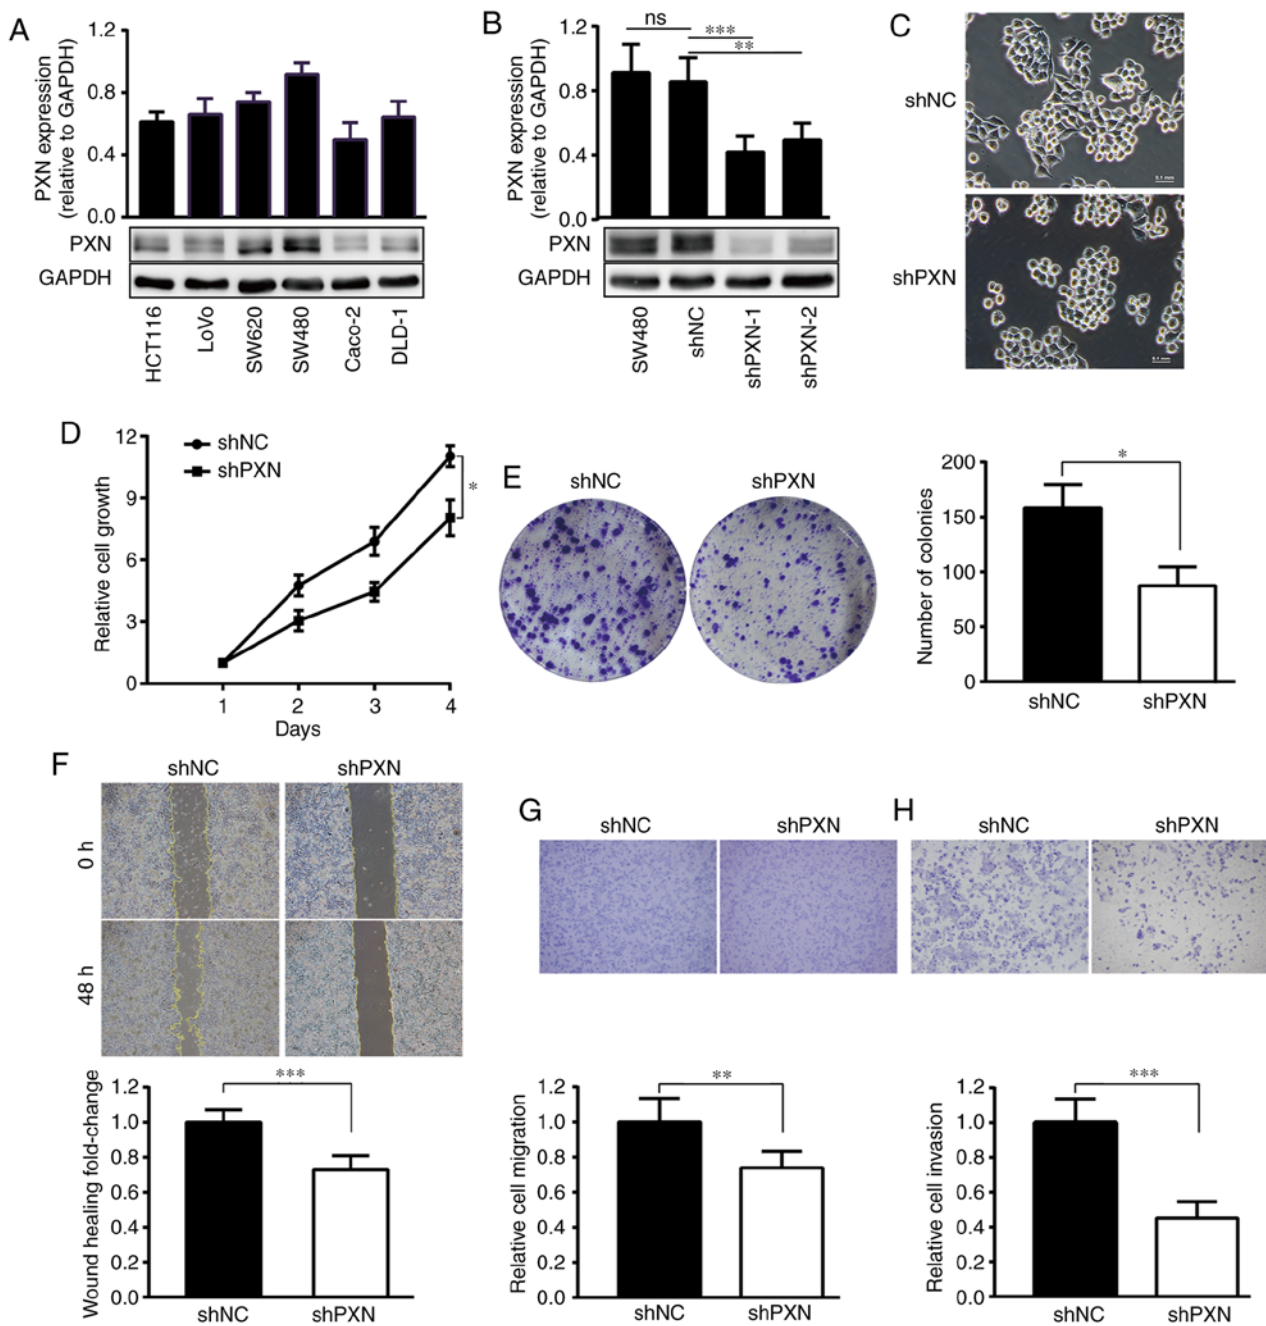 A
PXN expression
(relative to GAPDH)
1.2
0.8
0.4
0.0
PXN
GAPDH
HCT116
LoVo
SW620
SW480
Caco-2
DLD-1
B
PXN expression
(relative to GAPDH)
1.2
0.8
0.4
0.0
ns
***
**
PXN
GAPDH
SW480
shNC
shPXN-1
shPXN-2
C
shNC
0.1 mm
shPXN
0.1 mm
D
Relative cell growth
12
9
6
3
0
shNC
shPXN
*
1 2 3 4
Days
E
shNC shPXN
Number of colonies
200
150
100
50
0
*
shNC shPXN
F
shNC shPXN
0 h
48 h
Wound healing fold-change
1.2
1.0
0.8
0.6
0.4
0.2
0.0
***
shNC shPXN
G
shNC shPXN
Relative cell migration
1.2
1.0
0.8
0.6
0.4
0.2
0.0
**
shNC shPXN
H
shNC shPXN
Relative cell invasion
1.2
1.0
0.8
0.6
0.4
0.2
0.0
***
shNC shPXN